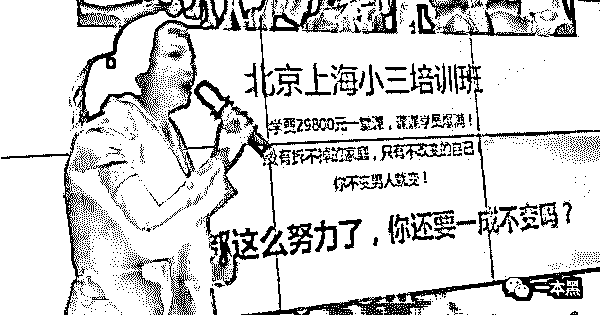 北京上海小三培训班
学费29800元一堂课，课课学员爆满！
没有拆不掉的家庭，只有不改变的自己！
你不变男人就变！
都这么努力了，你还要一成不变吗？
一本黑